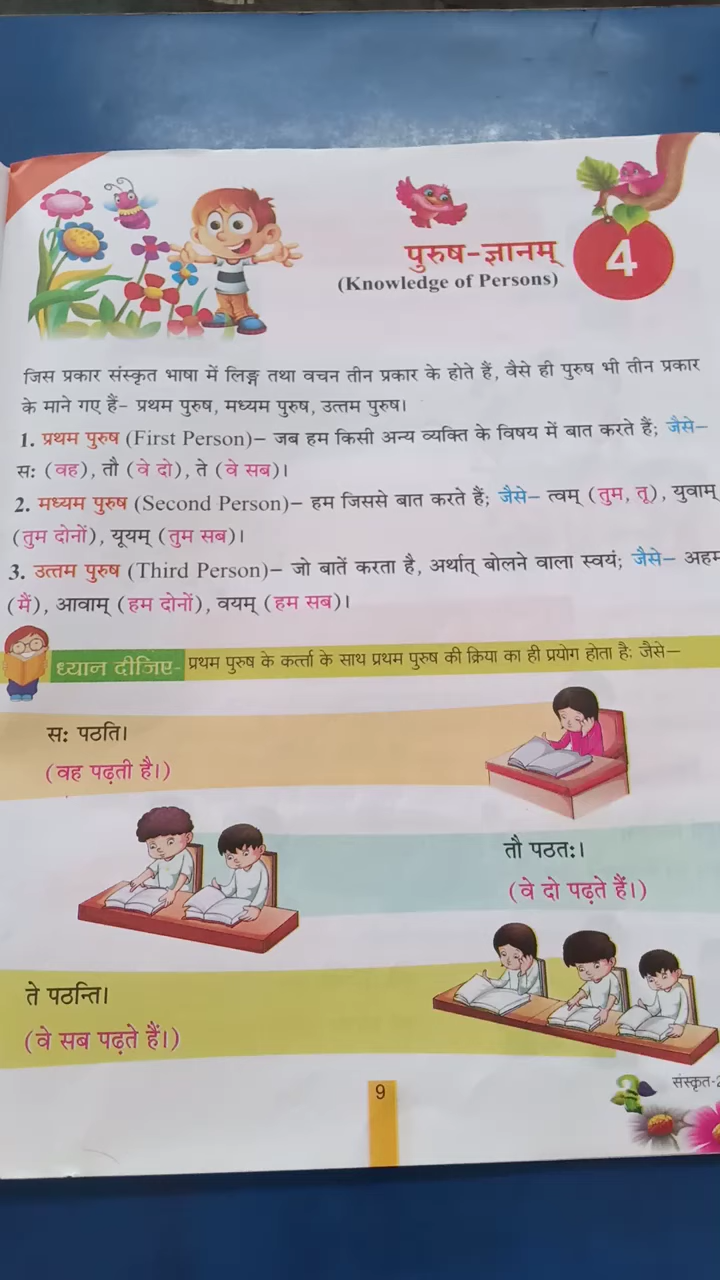 पुरुष-ज्ञानम्
4
(Knowledge of Persons)
जिस प्रकार संस्कृत भाषा में लिङ्ग तथा वचन तीन प्रकार के होते हैं, वैसे ही पुरुष भी तीन प्रकार
के माने गए हैं- प्रथम पुरुष, मध्यम पुरुष, उत्तम पुरुष।
1. प्रथम पुरुष (First Person)– जब हम किसी अन्य व्यक्ति के विषय में बात करते हैं; जैसे–
सः (वह), तौ (वे दो), ते (वे सब)।
2. मध्यम पुरुष (Second Person)– हम जिससे बात करते हैं; जैसे– त्वम् (तुम, तू), युवाम्
(तुम दोनों), यूयम् (तुम सब)।
3. उत्तम पुरुष (Third Person)– जो बातें करता है, अर्थात् बोलने वाला स्वयं; जैसे– अहम
(मैं), आवाम् (हम दोनों), वयम् (हम सब)।
ध्यान दीजिए- प्रथम पुरुष के कर्त्ता के साथ प्रथम पुरुष की क्रिया का ही प्रयोग होता है; जैसे–
सः पठति।
(वह पढ़ती है।)
तौ पठतः।
(वे दो पढ़ते हैं।)
ते पठन्ति।
(वे सब पढ़ते हैं।)
9
संस्कृत-2